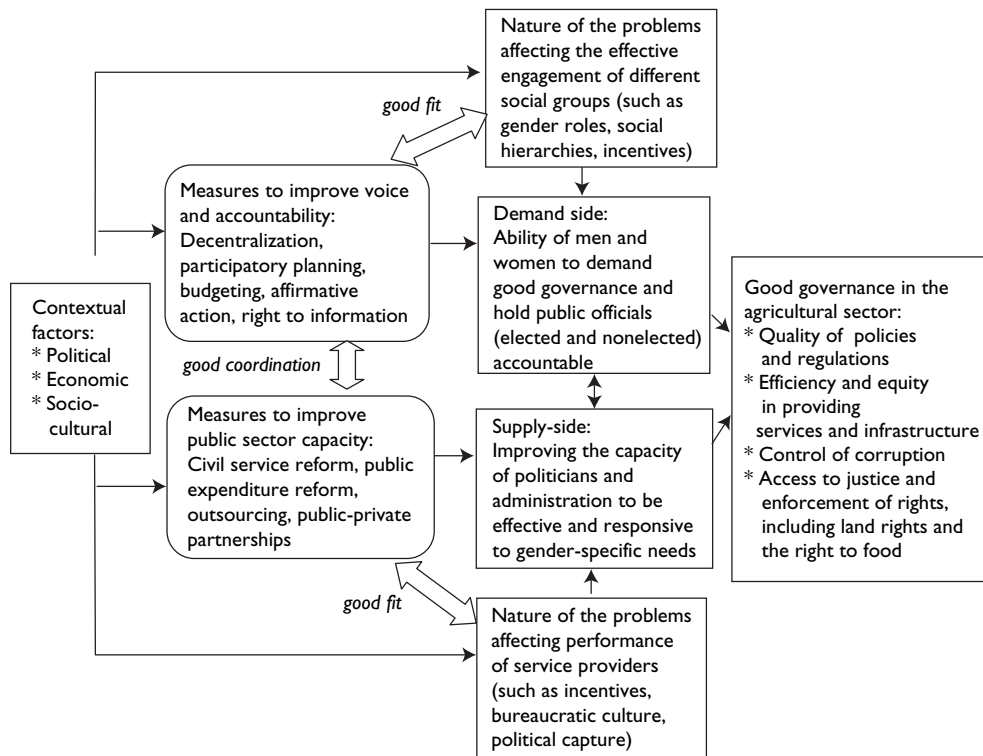 Nature of the problems
affecting the effective
engagement of different
social groups (such as
gender roles, social
hierarchies, incentives)
good fit
Measures to improve voice
and accountability:
Decentralization,
participatory planning,
budgeting, affirmative
action, right to information
Demand side:
Ability of men and
women to demand
good governance and
hold public officials
(elected and nonelected)
accountable
Contextual
factors:
* Political
* Economic
* Socio-
cultural
good coordination
Good governance in the
agricultural sector:
* Quality of policies
and regulations
* Efficiency and equity
in providing
services and infrastructure
* Control of corruption
* Access to justice and
enforcement of rights,
including land rights and
the right to food
Measures to improve
public sector capacity:
Civil service reform, public
expenditure reform,
outsourcing, public-private
partnerships
Supply-side:
Improving the capacity
of politicians and
administration to be
effective and responsive
to gender-specific needs
good fit
Nature of the problems
affecting performance
of service providers
(such as incentives,
bureaucratic culture,
political capture)